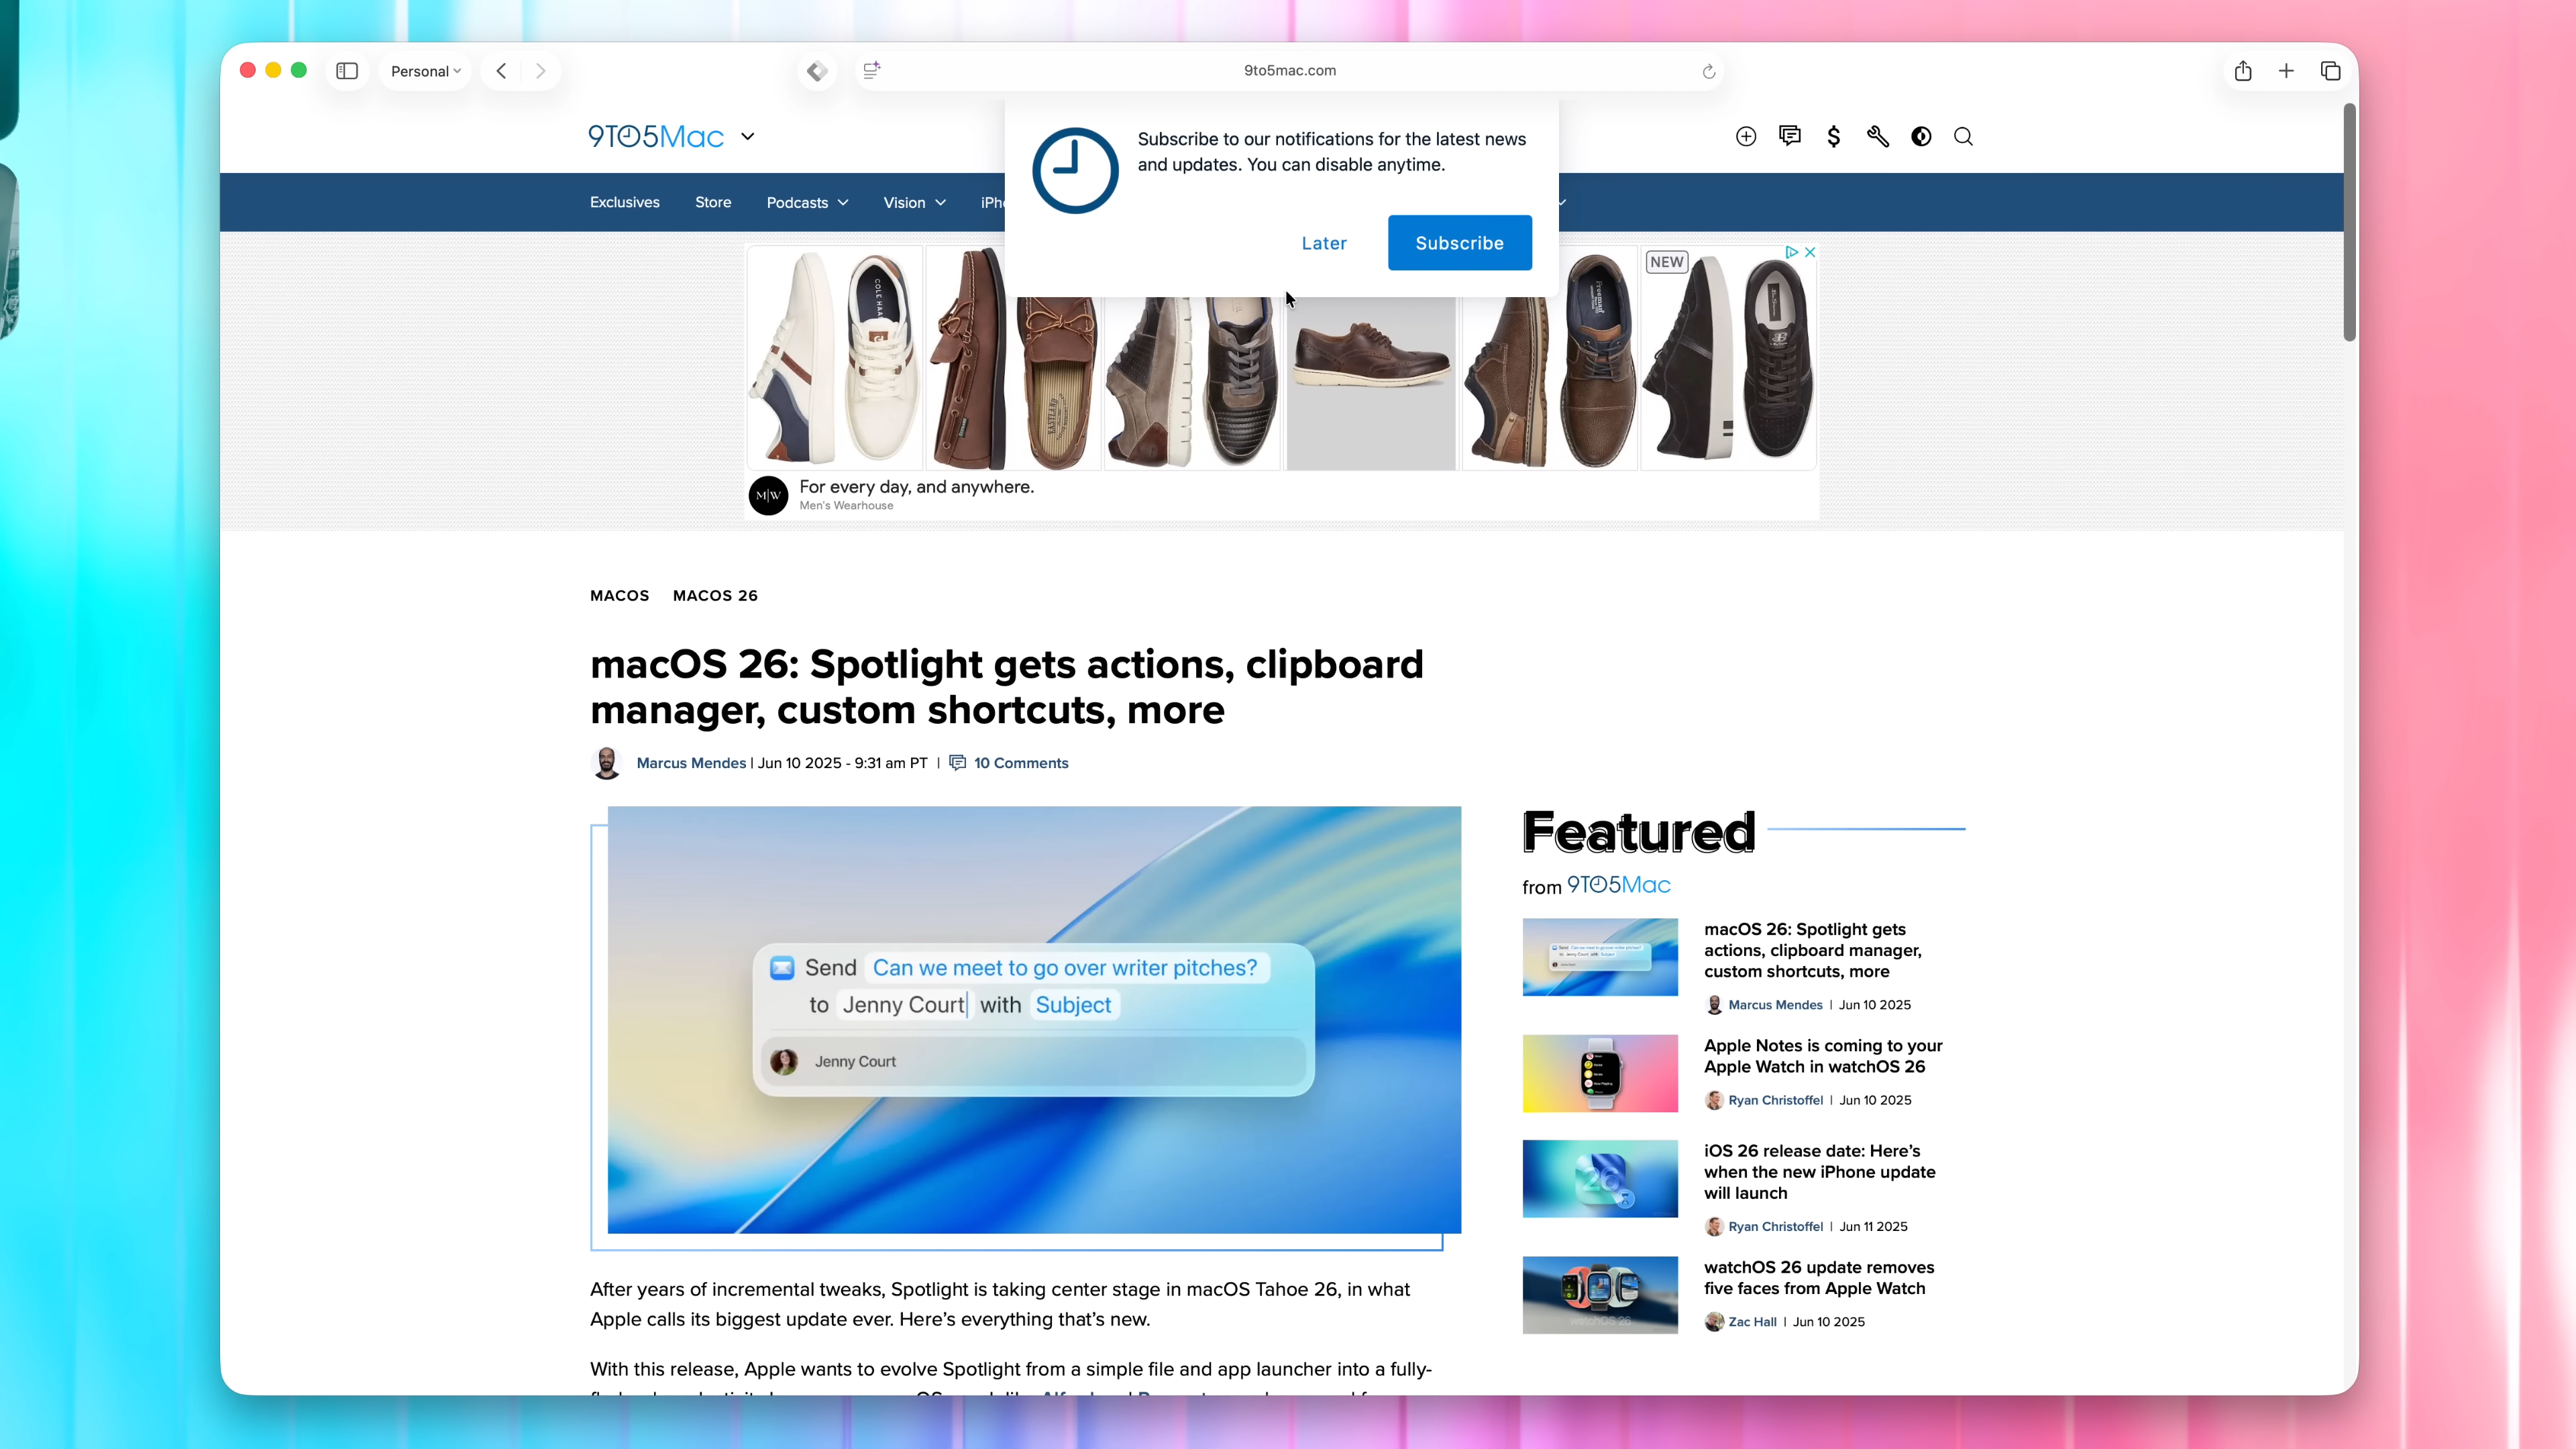 Personal
9to5mac.com
9TO5Mac
Subscribe to our notifications for the latest news
and updates. You can disable anytime.
Later
Subscribe
Exclusives
Store
Podcasts
Vision
NEW
COLE HAAN
EASTLAND
For every day, and anywhere.
M|W
Men's Wearhouse
MACOS
MACOS 26
macOS 26: Spotlight gets actions, clipboard
manager, custom shortcuts, more
Marcus Mendes | Jun 10 2025 - 9:31 am PT | 10 Comments
Send Can we meet to go over writer pitches?
to Jenny Court with Subject
Jenny Court
Featured
from 9TO5Mac
macOS 26: Spotlight gets
actions, clipboard manager,
custom shortcuts, more
Marcus Mendes | Jun 10 2025
Apple Notes is coming to your
Apple Watch in watchOS 26
Ryan Christoffel | Jun 10 2025
iOS 26 release date: Here's
when the new iPhone update
will launch
Ryan Christoffel | Jun 11 2025
watchOS 26
watchOS 26 update removes
five faces from Apple Watch
Zac Hall | Jun 10 2025
After years of incremental tweaks, Spotlight is taking center stage in macOS Tahoe 26, in what
Apple calls its biggest update ever. Here's everything that's new.
With this release, Apple wants to evolve Spotlight from a simple file and app launcher into a fully-